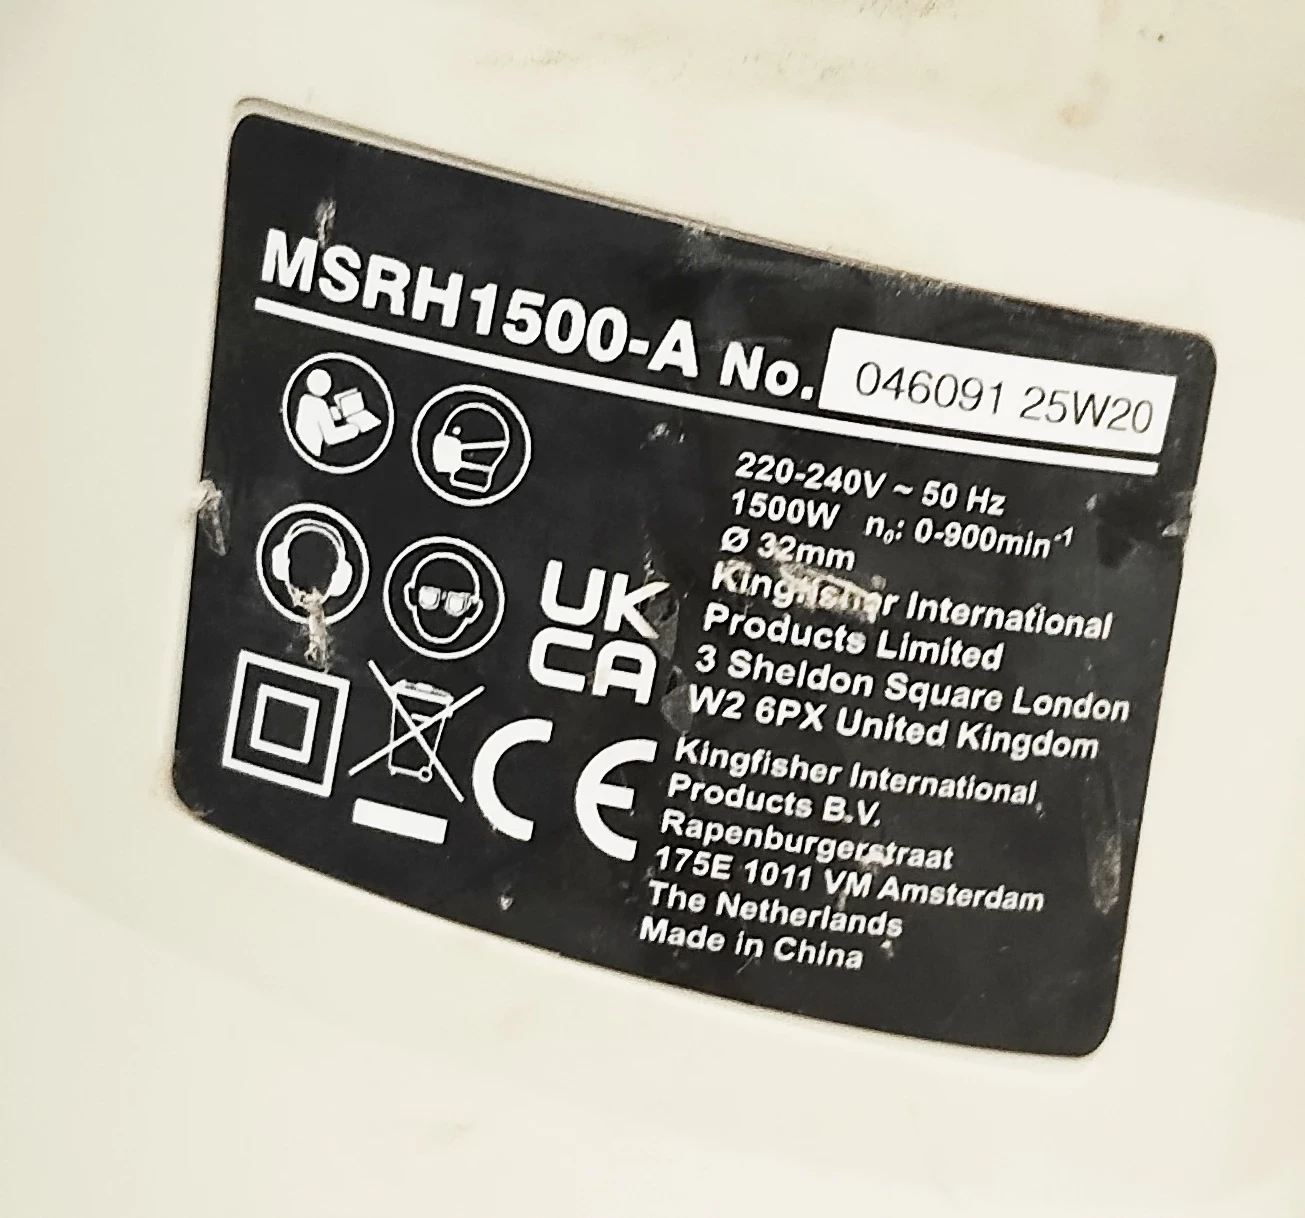 MSRH1500-A No. 046091 25W20
220-240V ~ 50 Hz
1500W n₀: 0-900min⁻¹
Ø 32mm
Kingfisher International
Products Limited
3 Sheldon Square London
W2 6PX United Kingdom
UK
CA
CE
Kingfisher International
Products B.V.
Rapenburgerstraat
175E 1011 VM Amsterdam
The Netherlands
Made in China